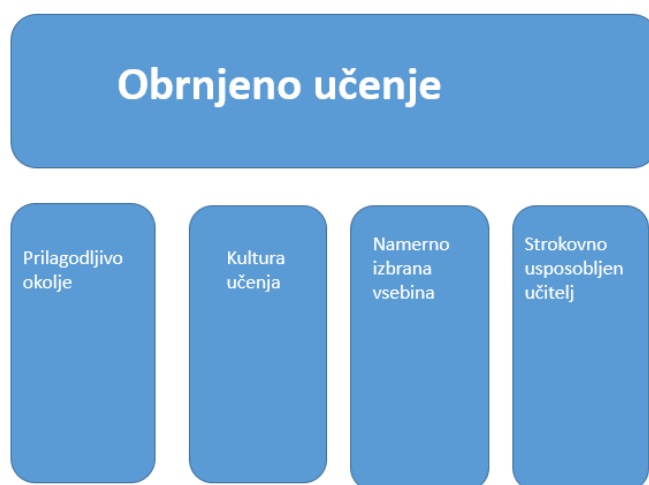 Obrnjeno učenje
Prilagodljivo
okolje
Kultura
učenja
Namerno
izbrana
vsebina
Strokovno
usposobljen
učitelj